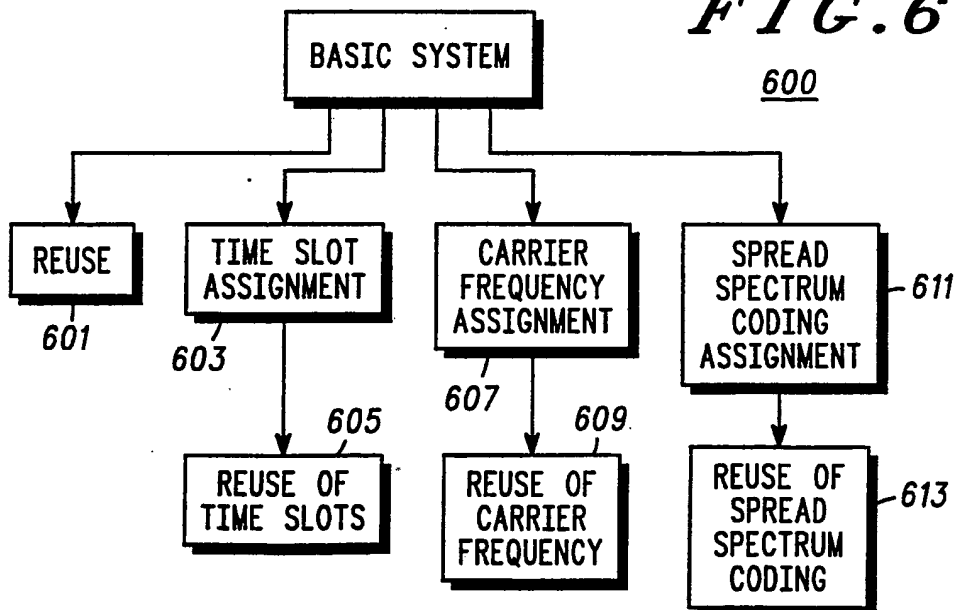 FIG.6
600
BASIC SYSTEM
REUSE
601
TIME SLOT
ASSIGNMENT
603
CARRIER
FREQUENCY
ASSIGNMENT
607
SPREAD
SPECTRUM
CODING
ASSIGNMENT
611
605
REUSE OF
TIME SLOTS
609
REUSE OF
CARRIER
FREQUENCY
REUSE OF
SPREAD
SPECTRUM
CODING
613